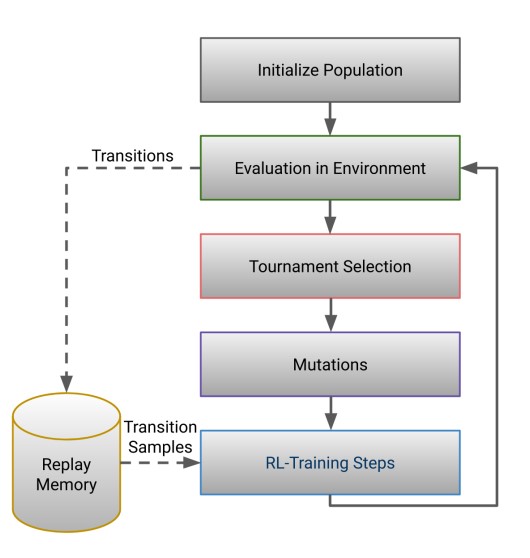 Initialize Population
Transitions
Evaluation in Environment
Tournament Selection
Mutations
Transition
Samples
Replay
Memory
RL-Training Steps